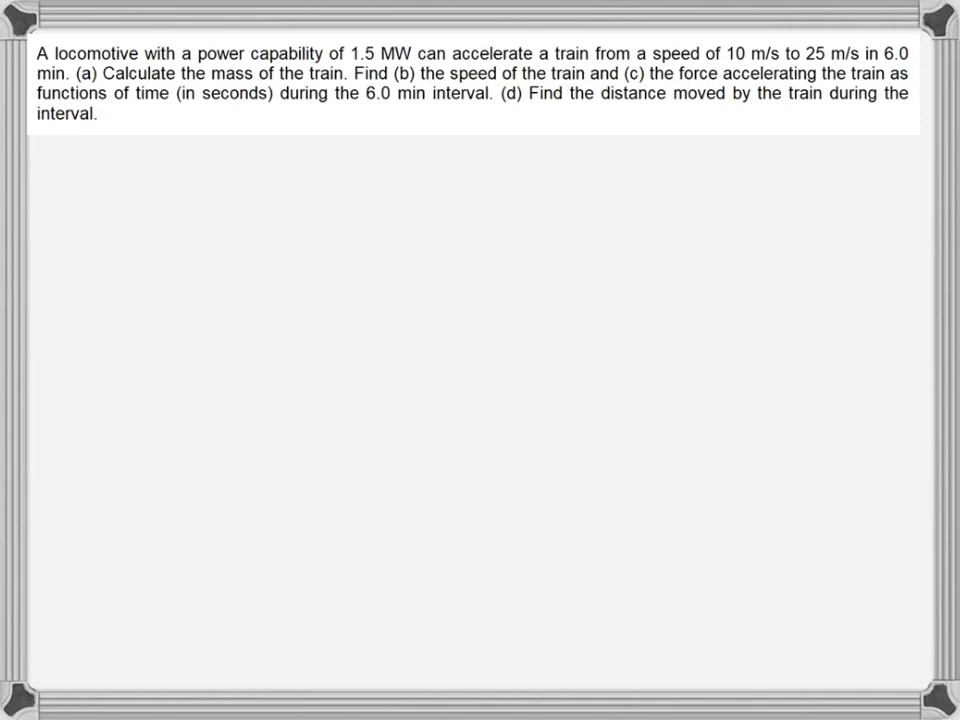 A locomotive with a power capability of 1.5 MW can accelerate a train from a speed of 10 m/s to 25 m/s in 6.0
min. (a) Calculate the mass of the train. Find (b) the speed of the train and (c) the force accelerating the train as
functions of time (in seconds) during the 6.0 min interval. (d) Find the distance moved by the train during the
interval.